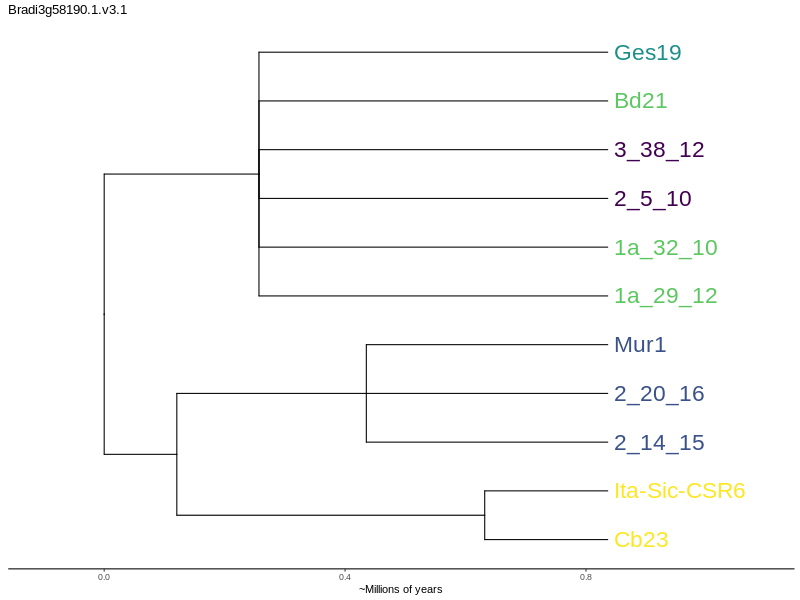 Bradi3g58190.1.v3.1
Ges19
Bd21
3_38_12
2_5_10
1a_32_10
1a_29_12
Mur1
2_20_16
2_14_15
Ita-Sic-CSR6
Cb23
0.0 0.4 0.8
~Millions of years